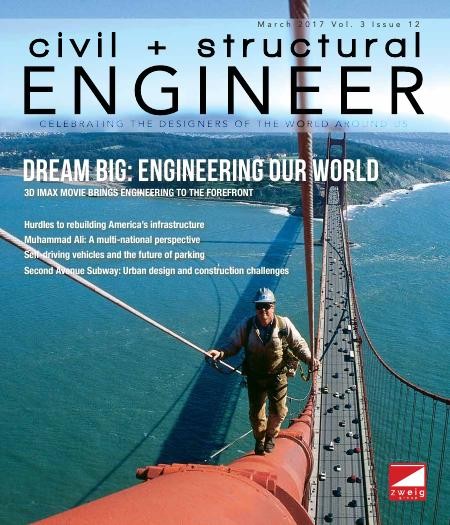 March 2017 Vol. 3 Issue 12
civil + structural
ENGINEER
CELEBRATING THE DESIGNERS OF THE WORLD AROUND US
DREAM BIG: ENGINEERING OUR WORLD
3D IMAX MOVIE BRINGS ENGINEERING TO THE FOREFRONT
Hurdles to rebuilding America's infrastructure
Muhammad Ali: A multi-national perspective
Self-driving vehicles and the future of parking
Second Avenue Subway: Urban design and construction challenges
zweig
group